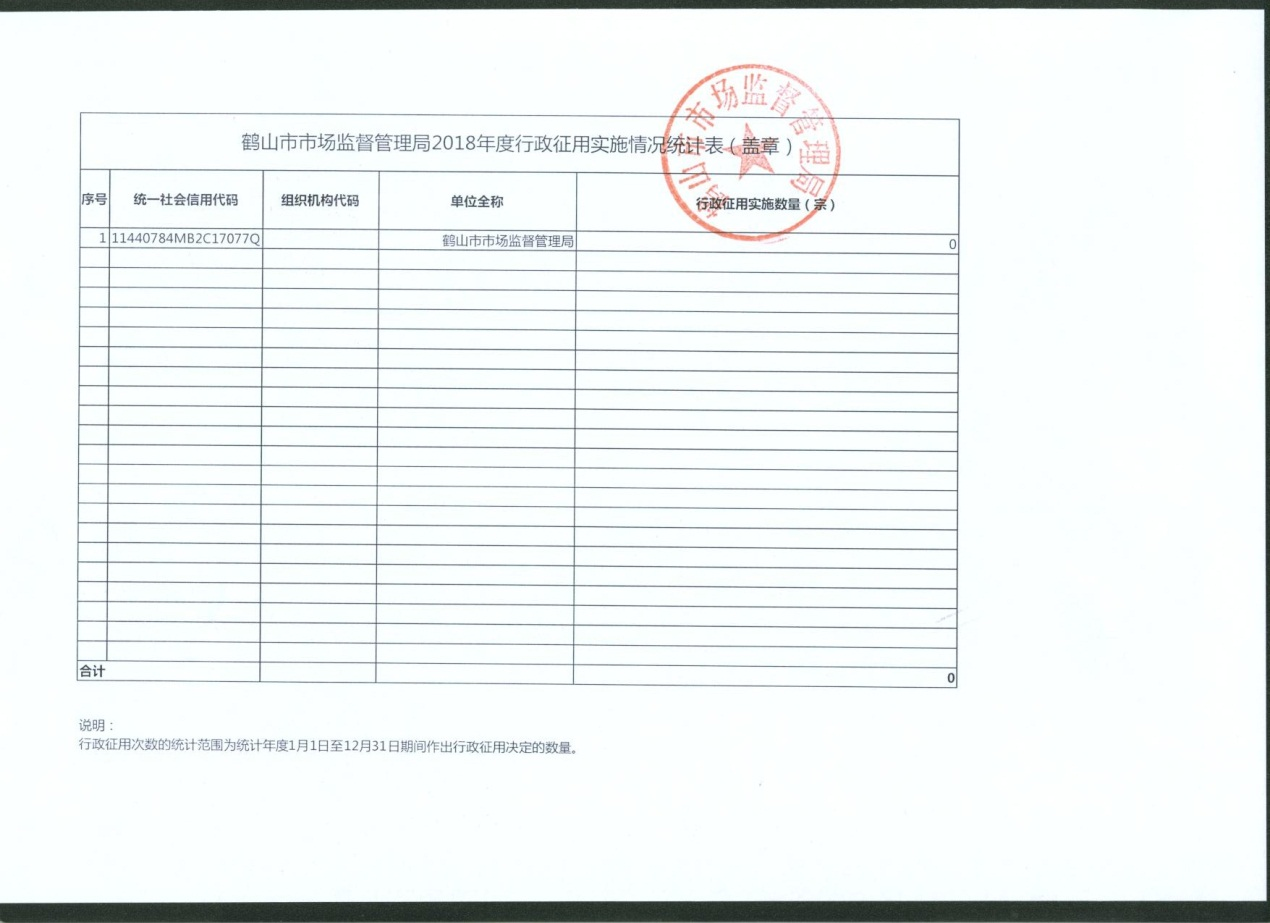 鹤山市市场监督管理局2018年度行政征用实施情况统计表（盖章）
序号 统一社会信用代码 组织机构代码 单位全称 行政征用实施数量（宗）
1 11440784MB2C17077Q 鹤山市市场监督管理局 0
合计 0
说明：
行政征用次数的统计范围为统计年度1月1日至12月31日期间作出行政征用决定的数量。
鹤山市市场监督管理局